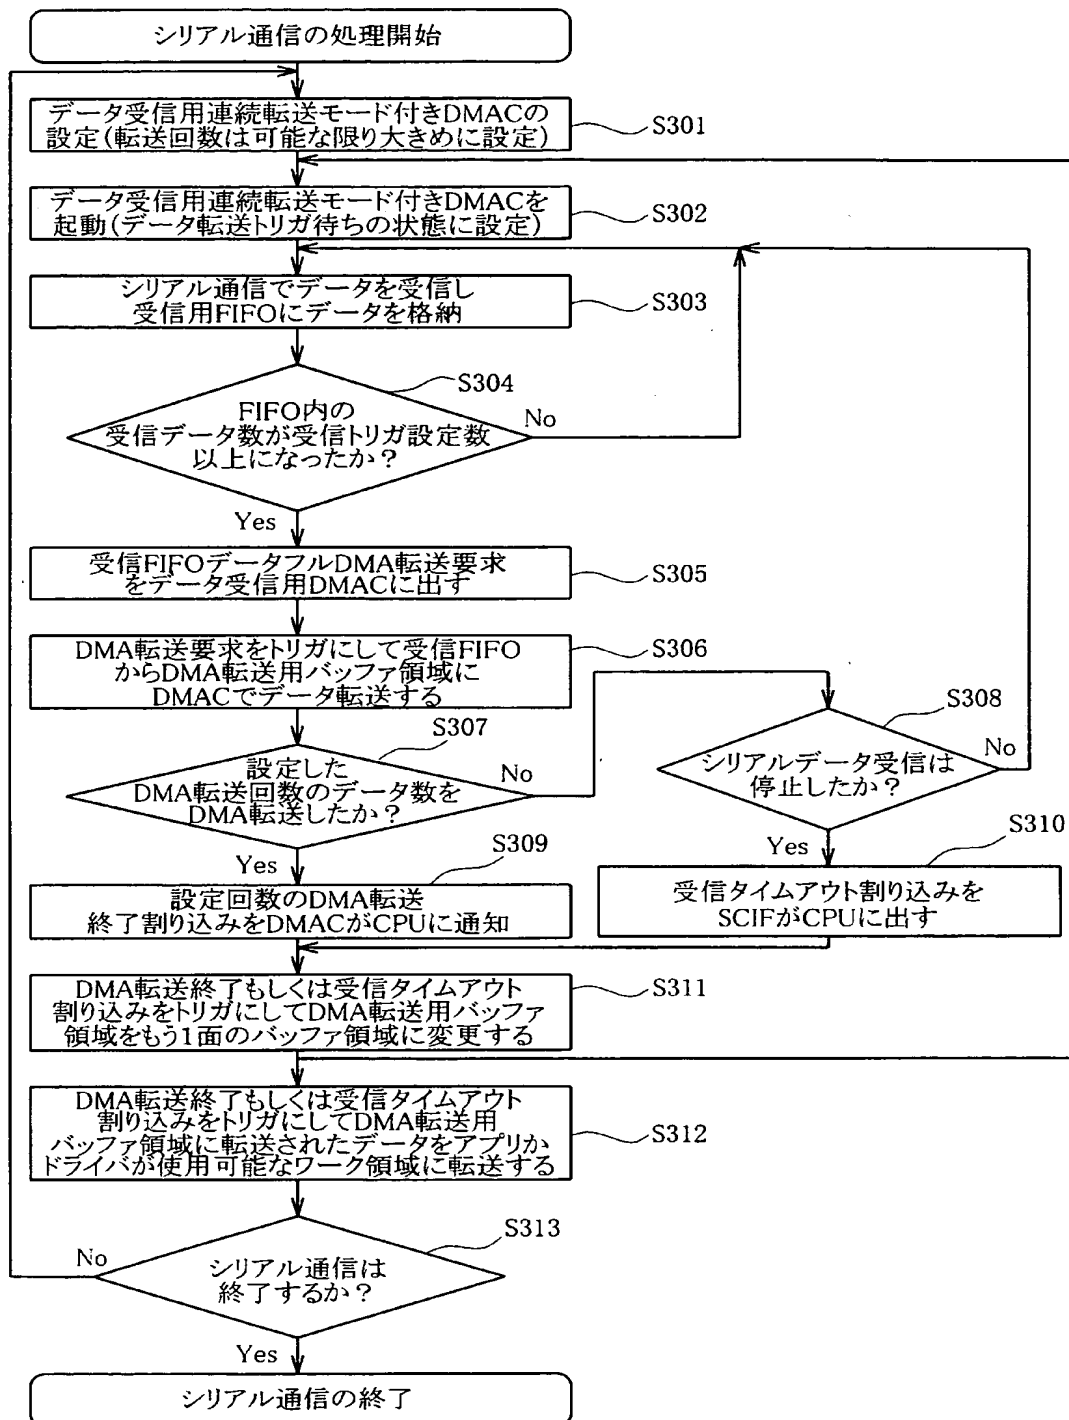 シリアル通信の処理開始
データ受信用連続転送モード付きDMACの
設定(転送回数は可能な限り大きめに設定)
S301
データ受信用連続転送モード付きDMACを
起動(データ転送トリガ待ちの状態に設定)
S302
シリアル通信でデータを受信し
受信用FIFOにデータを格納
S303
S304
FIFO内の
受信データ数が受信トリガ設定数
以上になったか?
No
Yes
受信FIFOデータフルDMA転送要求
をデータ受信用DMACに出す
S305
DMA転送要求をトリガにして受信FIFO
からDMA転送用バッファ領域に
DMACでデータ転送する
S306
S307
設定した
DMA転送回数のデータ数を
DMA転送したか?
No
Yes
S308
シリアルデータ受信は
停止したか?
No
Yes
S309
設定回数のDMA転送
終了割り込みをDMACがCPUに通知
S310
受信タイムアウト割り込みを
SCIFがCPUに出す
DMA転送終了もしくは受信タイムアウト
割り込みをトリガにしてDMA転送用バッファ
領域をもう1面のバッファ領域に変更する
S311
DMA転送終了もしくは受信タイムアウト
割り込みをトリガにしてDMA転送用
バッファ領域に転送されたデータをアプリか
ドライバが使用可能なワーク領域に転送する
S312
S313
シリアル通信は
終了するか?
No
Yes
シリアル通信の終了